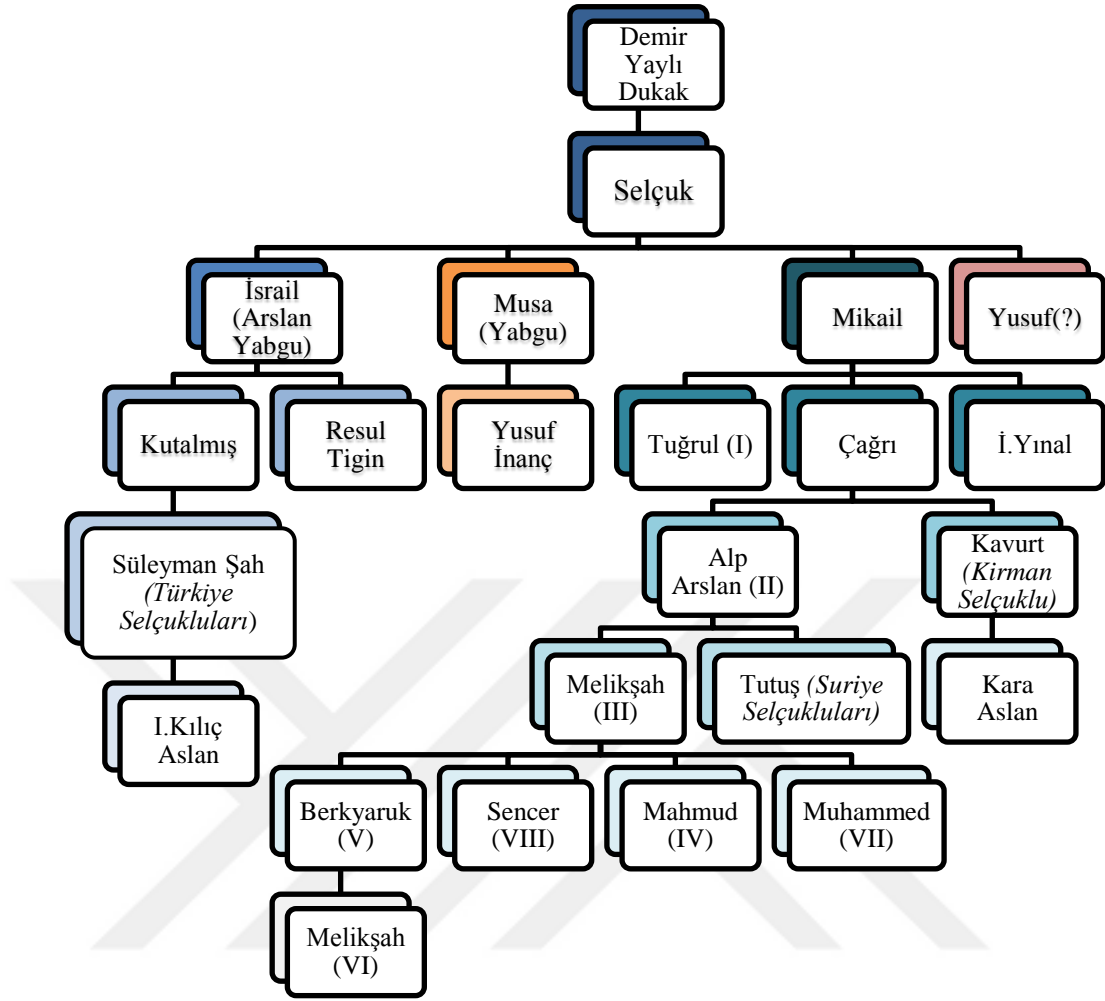 Demir
Yaylı
Dukak
Selçuk
İsrail
(Arslan
Yabgu)
Musa
(Yabgu)
Mikail
Yusuf(?)
Kutalmış
Resul
Tigin
Yusuf
İnanç
Tuğrul (I)
Çağrı
İ.Yınal
Süleyman Şah
(Türkiye
Selçukluları)
Alp
Arslan (II)
Kavurt
(Kirman
Selçuklu)
I.Kılıç
Aslan
Melikşah
(III)
Tutuş (Suriye
Selçukluları)
Kara
Aslan
Berkyaruk
(V)
Sencer
(VIII)
Mahmud
(IV)
Muhammed
(VII)
Melikşah
(VI)